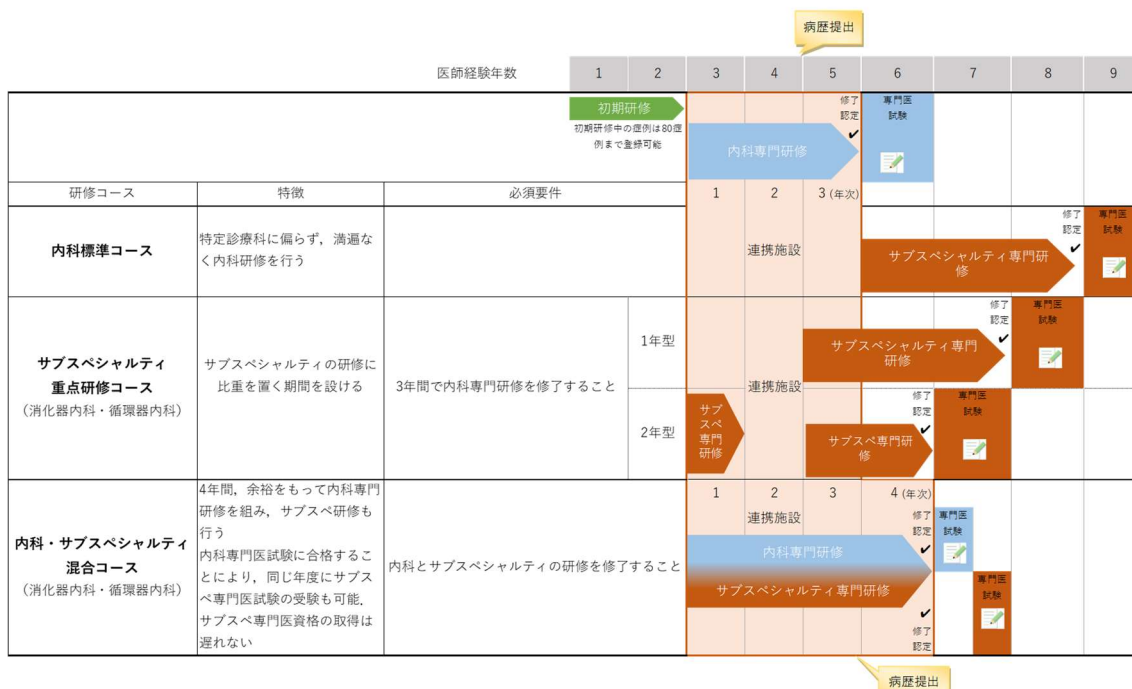 病歴提出
医師経験年数 1 2 3 4 5 6 7 8 9
初期研修
初期研修中の症例は80症
例まで登録可能
内科専門研修
修了
認定
専門医
試験
研修コース 特徴 必須要件 1 2 3 (年次)
内科標準コース
特定診療科に偏らず，満遍な
く内科研修を行う
連携施設
サブスペシャルティ専門研
修
修了
認定
専門医
試験
サブスペシャルティ
重点研修コース
（消化器内科・循環器内科）
サブスペシャルティの研修に
比重を置く期間を設ける
3年間で内科専門研修を修了すること
1年型
連携施設
サブスペシャルティ専門
研修
修了
認定
専門医
試験
2年型
サブ
スペ
専門
研修
サブスペ専門研
修
修了
認定
専門医
試験
内科・サブスペシャルティ
混合コース
（消化器内科・循環器内科）
4年間，余裕をもって内科専門
研修を組み，サブスペ研修も
行う
内科専門医試験に合格するこ
とにより，同じ年度にサブス
ペ専門医試験の受験も可能．
サブスペ専門医資格の取得は
遅れない
内科とサブスペシャルティの研修を修了すること
1 2 3 4 (年次)
連携施設
内科専門研修
サブスペシャルティ専門研修
修了
認定
専門医
試験
専門医
試験
修了
認定
病歴提出